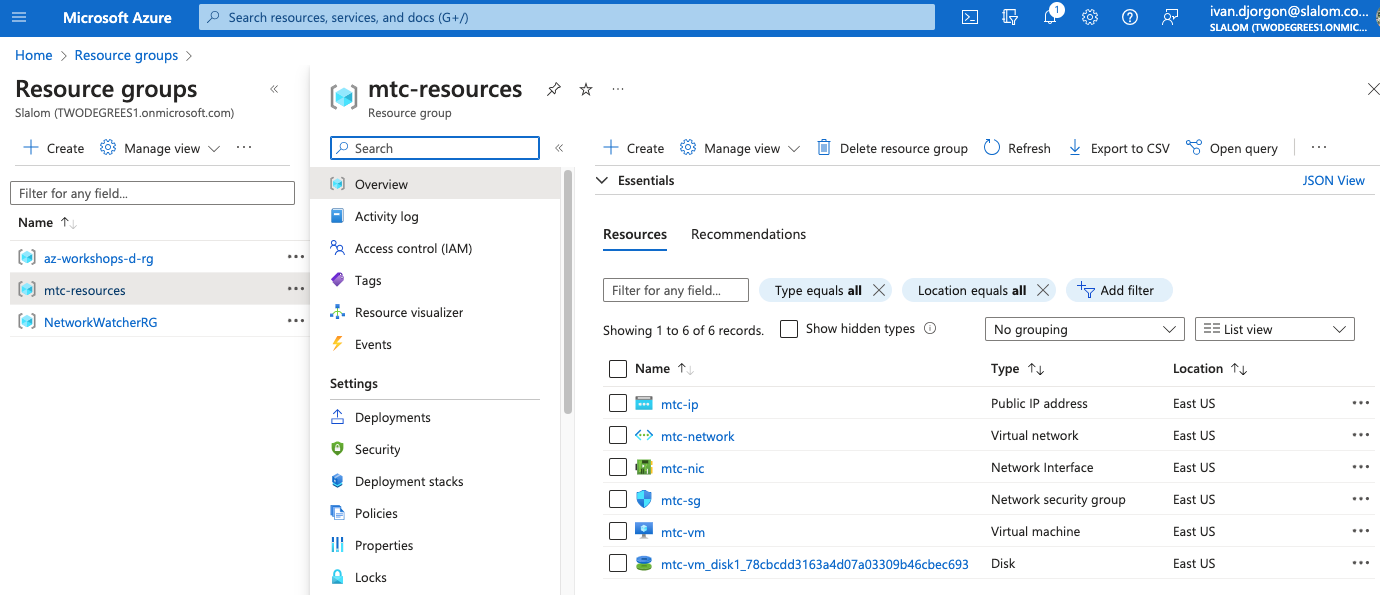 Microsoft Azure
Search resources, services, and docs (G+/)
1
ivan.djorgon@slalom.co...
SLALOM (TWODEGREES1.ONMIC...
Home > Resource groups >
Resource groups
Slalom (TWODEGREES1.onmicrosoft.com)
Create Manage view ...
Filter for any field...
Name
az-workshops-d-rg
mtc-resources
NetworkWatcherRG
mtc-resources
Resource group
Search
Overview
Activity log
Access control (IAM)
Tags
Resource visualizer
Events
Settings
Deployments
Security
Deployment stacks
Policies
Properties
Locks
Create Manage view Delete resource group Refresh Export to CSV Open query ...
Essentials
JSON View
Resources Recommendations
Filter for any field... Type equals all Location equals all Add filter
Showing 1 to 6 of 6 records. Show hidden types No grouping List view
Name Type Location
mtc-ip Public IP address East US
mtc-network Virtual network East US
mtc-nic Network Interface East US
mtc-sg Network security group East US
mtc-vm Virtual machine East US
mtc-vm_disk1_78cbcdd3163a4d07a03309b46cbec693 Disk East US